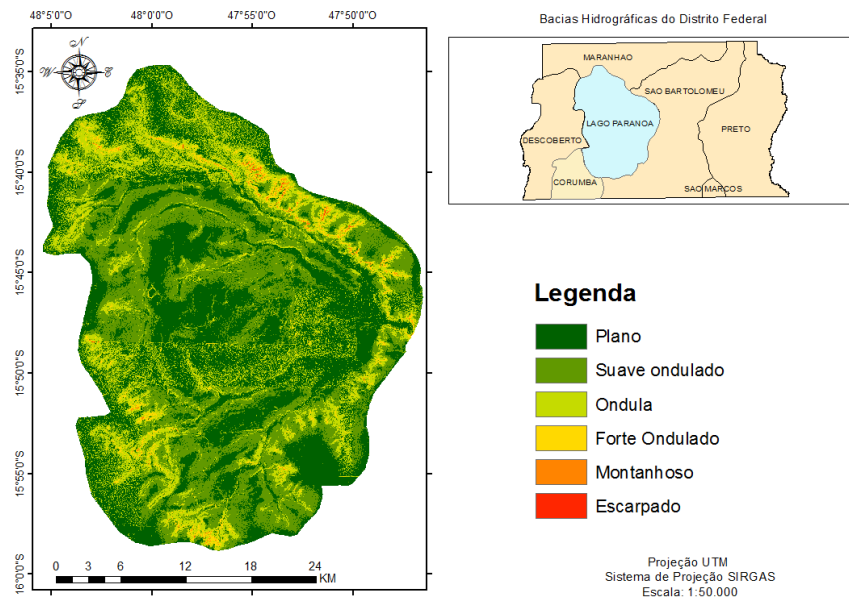 48°5'0"O
48°0'0"O
47°55'0"O
47°50'0"O
N
W
E
S
15°35'0"S
15°40'0"S
15°45'0"S
15°50'0"S
15°55'0"S
16°0'0"S
0 3 6 12 18 24
KM
Bacias Hidrográficas do Distrito Federal
MARANHAO
SAO BARTOLOMEU
LAGO PARANOA
PRETO
DESCOBERTO
CORUMBA
SAO MARCOS
Legenda
Plano
Suave ondulado
Ondula
Forte Ondulado
Montanhoso
Escarpado
Projeção UTM
Sistema de Projeção SIRGAS
Escala: 1:50.000